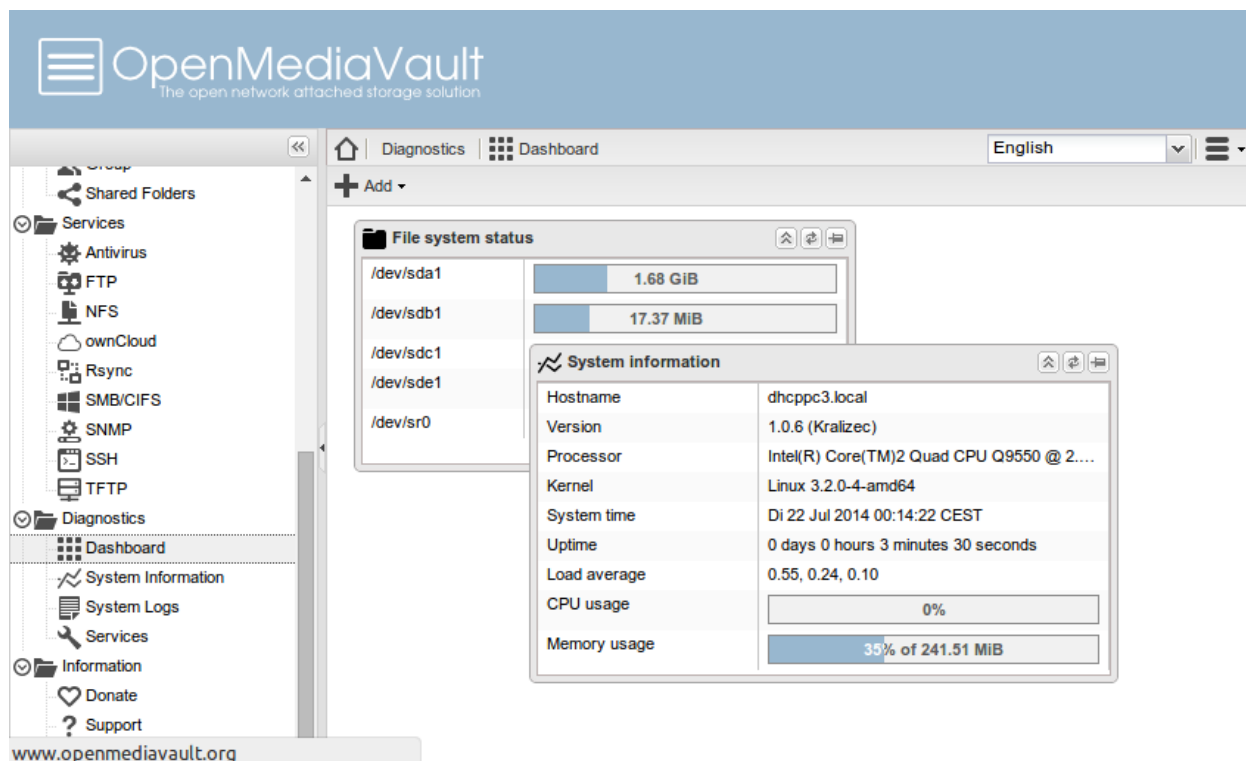 OpenMediaVault
The open network attached storage solution
Diagnostics
Dashboard
English
Add
Group
Shared Folders
Services
Antivirus
FTP
NFS
ownCloud
Rsync
SMB/CIFS
SNMP
SSH
TFTP
Diagnostics
Dashboard
System Information
System Logs
Services
Information
Donate
Support
www.openmediavault.org
File system status
/dev/sda1 1.68 GiB
/dev/sdb1 17.37 MiB
/dev/sdc1
/dev/sde1
/dev/sr0
System information
Hostname dhcppc3.local
Version 1.0.6 (Kralizec)
Processor Intel(R) Core(TM)2 Quad CPU Q9550 @ 2....
Kernel Linux 3.2.0-4-amd64
System time Di 22 Jul 2014 00:14:22 CEST
Uptime 0 days 0 hours 3 minutes 30 seconds
Load average 0.55, 0.24, 0.10
CPU usage 0%
Memory usage 35% of 241.51 MiB